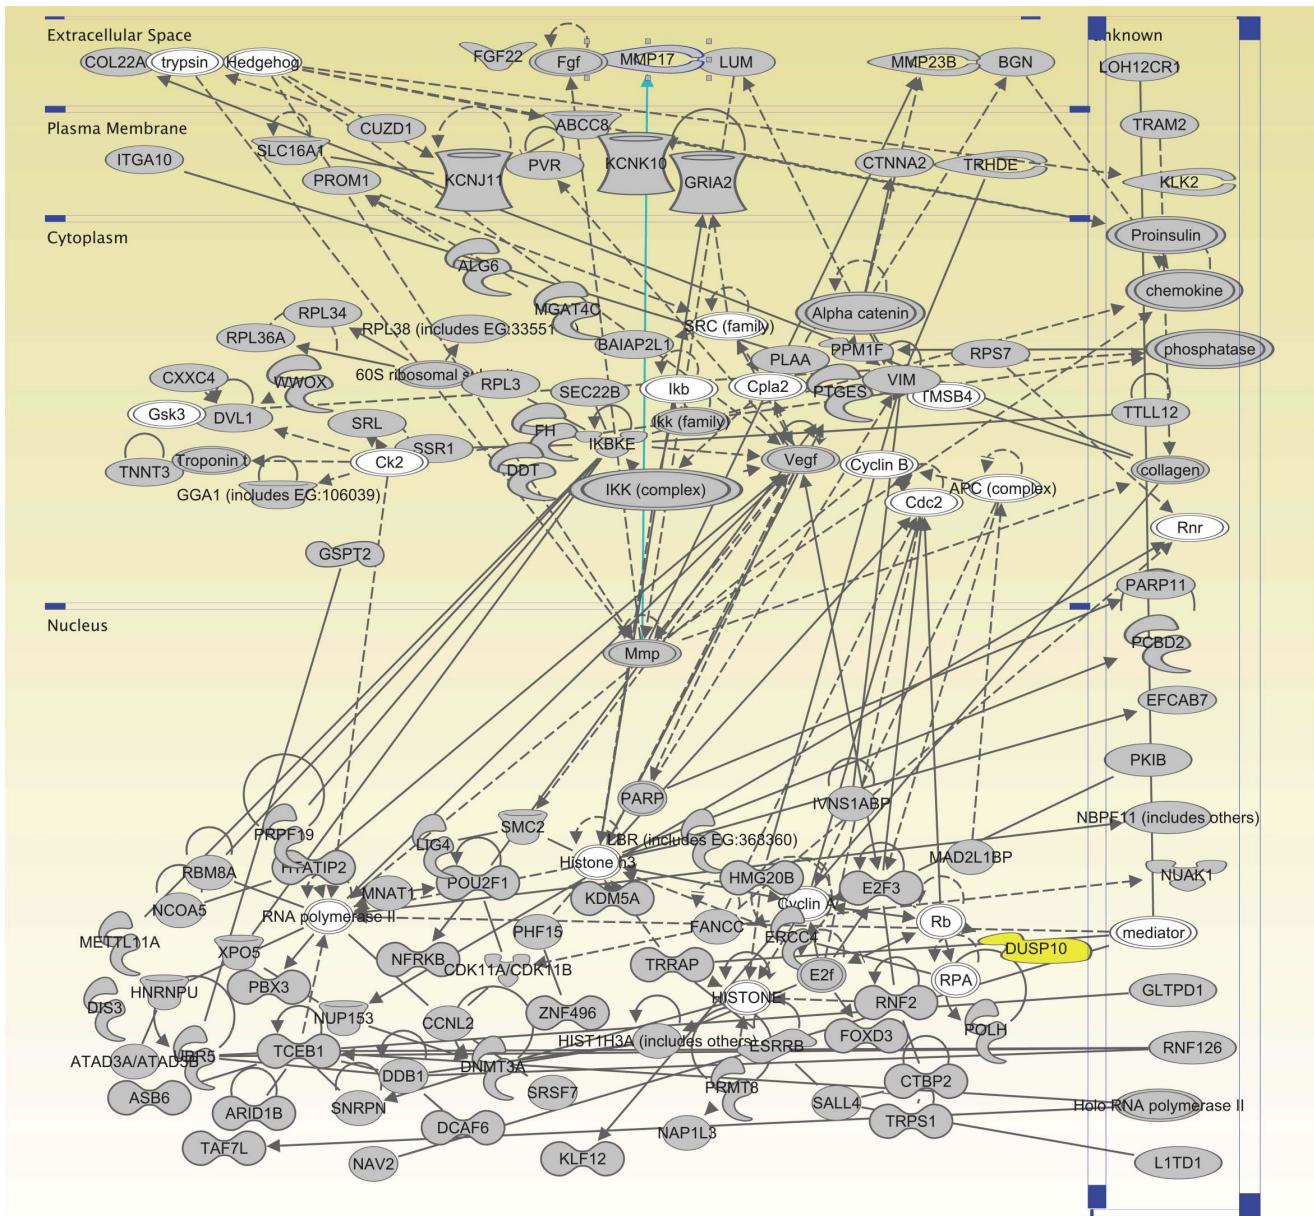 Extracellular Space
unknown
COL22A
trypsin
Hedgehog
FGF22
Fgf
MMP17
LUM
MMP23B
BGN
LOH12CR1
Plasma Membrane
CUZD1
ABCC8
TRAM2
ITGA10
SLC16A1
PROM1
KCNJ11
PVR
KCNK10
GRIA2
CTNNA2
TRHDE
KLK2
Cytoplasm
Proinsulin
ALG6
chemokine
MGAT4C
RPL34
RPL36A
RPL38 (includes EG:33551
SRC (family)
Alpha catenin
BAIAP2L1
PLAA
PPM1F
RPS7
phosphatase
CXXC4
WWOX
60S ribosomal
RPL3
SEC22B
Ikb
Cpla2
PTGES
VIM
TMSB4
Gsk3
DVL1
SRL
FH
IKBKE
Ikk (family)
TTLL12
TNNT3
Troponin t
Ck2
SSR1
DDT
Vegf
Cyclin B
collagen
GGA1 (includes EG:106039)
IKK (complex)
Cdc2
APC (complex)
Rnr
GSPT2
PARP11
Nucleus
Mmp
PCBD2
EFCAB7
PKIB
PARP
IVNS1ABP
NBPF11 (includes others)
PRPF19
SMC2
LBR (includes EG:368360)
LIG4
RBM8A
HTATIP2
Histone h3
MAD2L1BP
NUAK1
NCOA5
MNAT1
POU2F1
KDM5A
HMG20B
Cyclin A
E2F3
RNA polymerase II
PHF15
FANCC
Rb
mediator
METTL11A
XPO5
NFRKB
CDK11A/CDK11B
ERCC4
DUSP10
HNRNPU
PBX3
TRRAP
E2f
RPA
DIS3
NUP153
CCNL2
ZNF496
HISTONE
RNF2
GLTPD1
ATAD3A/ATAD3B
UBR5
TCEB1
DNMT3A
HIST1H3A (includes others)
ESRRB
FOXD3
POLH
RNF126
ASB6
DDB1
SRSF7
PRMT8
CTBP2
ARID1B
SNRPN
DCAF6
NAP1L3
SALL4
TRPS1
Holo RNA polymerase II
TAF7L
NAV2
KLF12
L1TD1